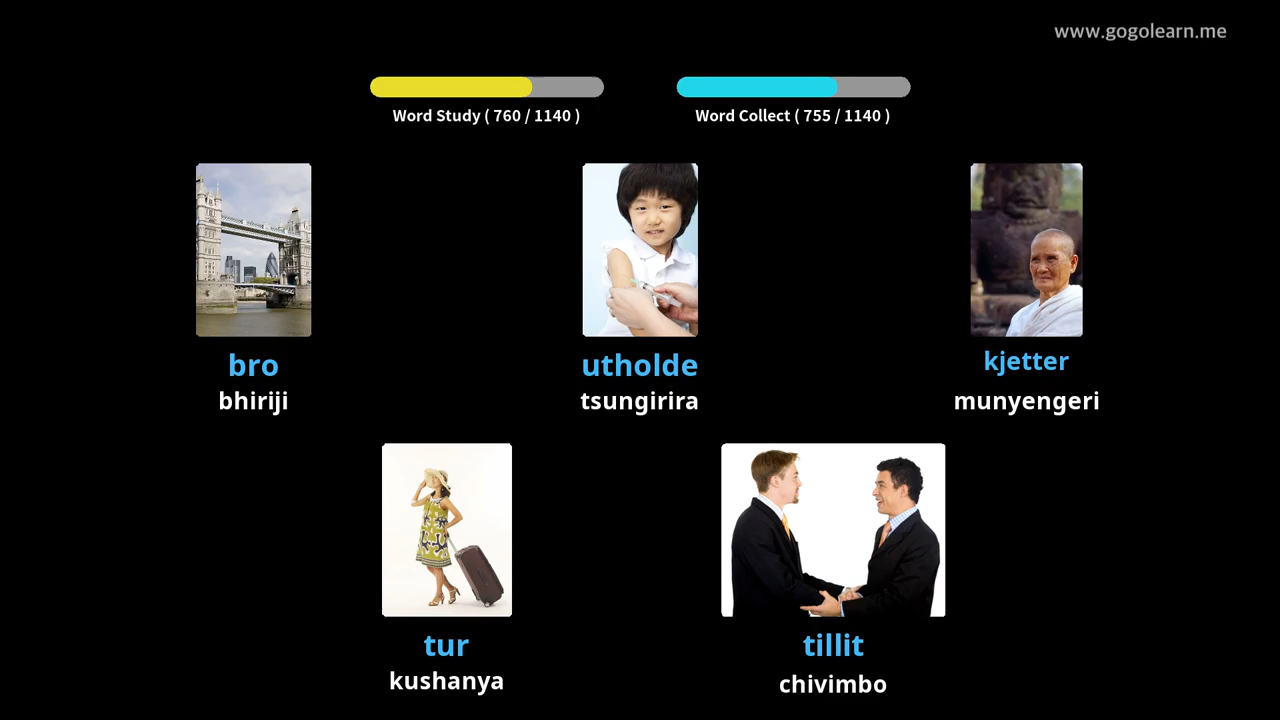 www.gogolearn.me
Word Study ( 760 / 1140 )
Word Collect ( 755 / 1140 )
bro
bhiriji
utholde
tsungirira
kjetter
munyengeri
tur
kushanya
tillit
chivimbo